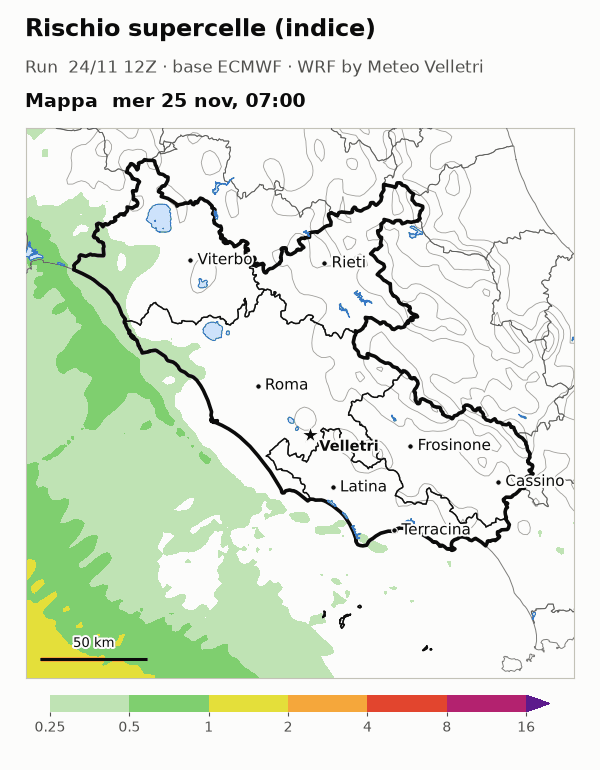 Rischio supercelle (indice)
Run  24/11 12Z · base ECMWF · WRF by Meteo Velletri
Mappa  mer 25 nov, 07:00
Viterbo
Rieti
Roma
Velletri
Frosinone
Cassino
Latina
Terracina
50 km
0.25 0.5 1 2 4 8 16